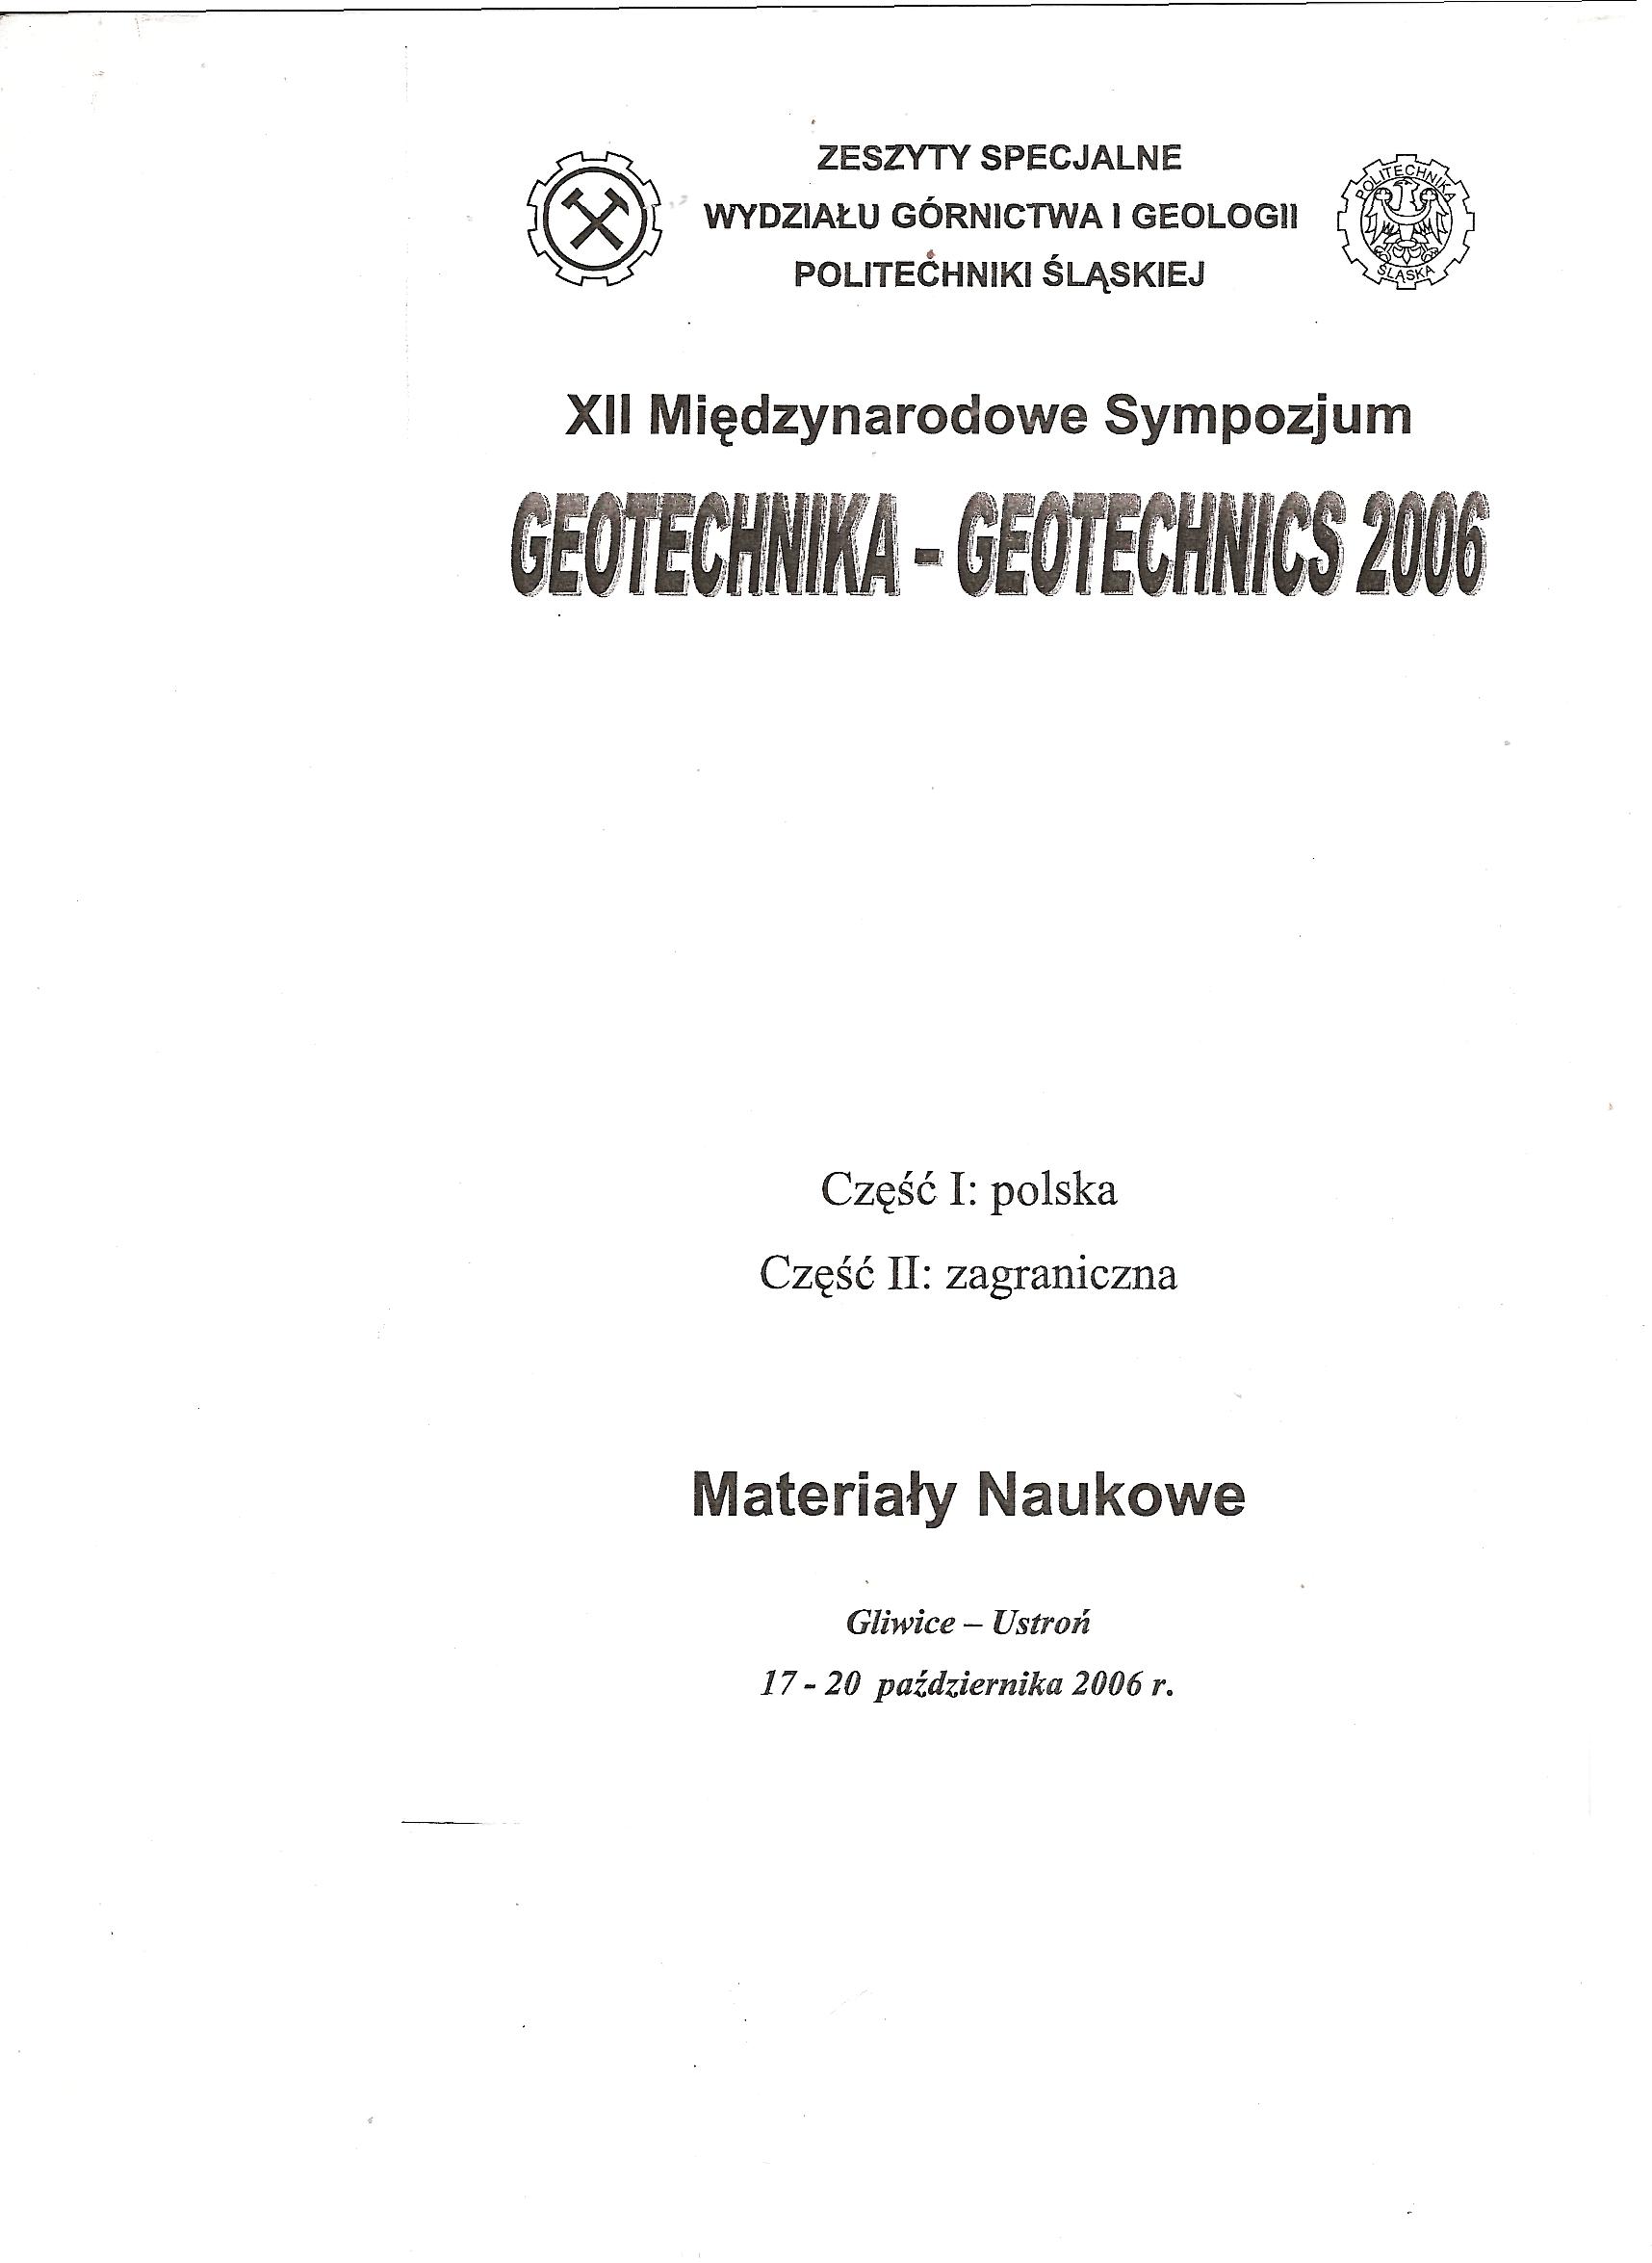 ZESZYTY SPECJALNE
WYDZIAŁU GÓRNICTWA I GEOLOGII
POLITECHNIKI ŚLĄSKIEJ
POLITECHNIKA
ŚLĄSKA
XII Międzynarodowe Sympozjum
GEOTECHNIKA - GEOTECHNICS 2006
Część I: polska
Część II: zagraniczna
Materiały Naukowe
Gliwice – Ustroń
17 - 20 października 2006 r.